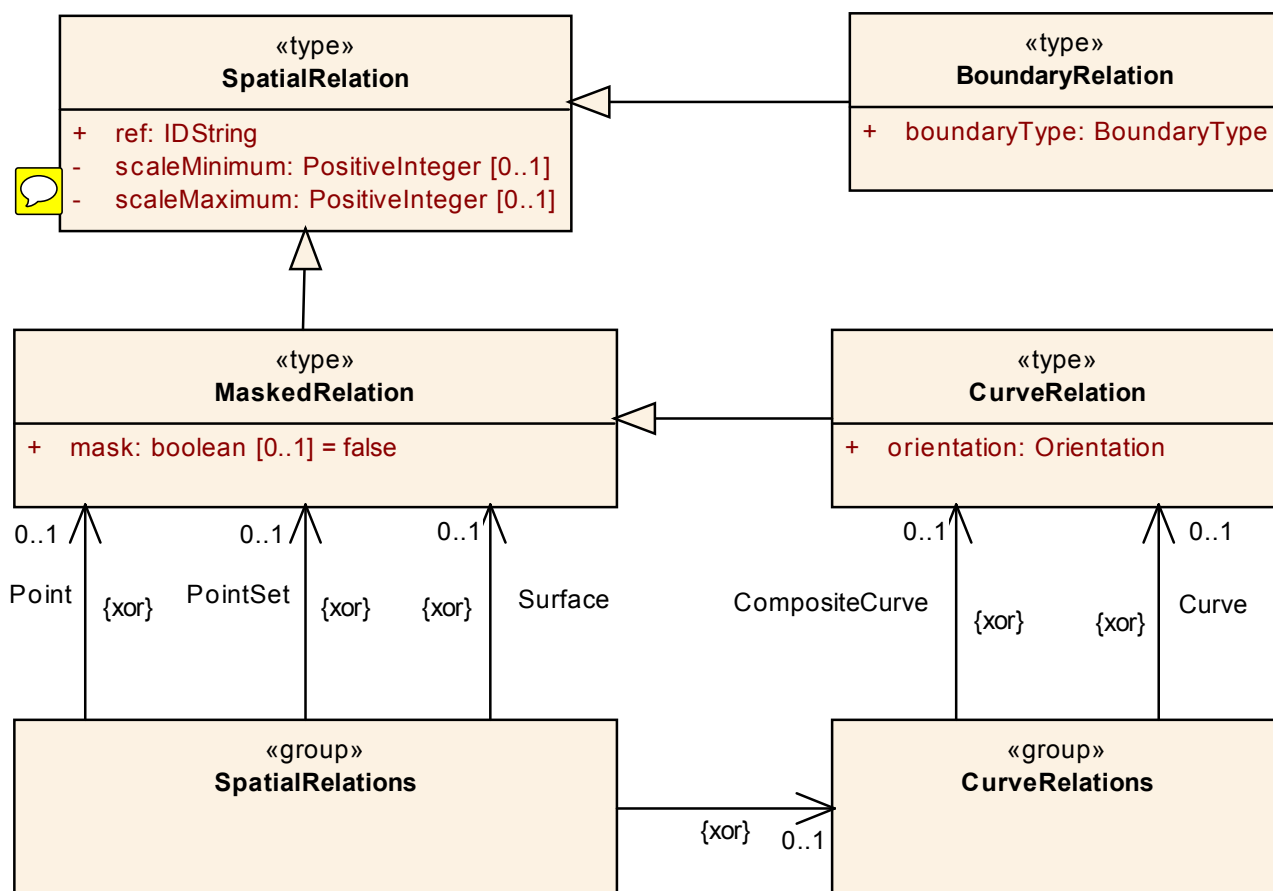 «type»
SpatialRelation
+ ref: IDString
- scaleMinimum: PositiveInteger [0..1]
- scaleMaximum: PositiveInteger [0..1]
«type»
BoundaryRelation
+ boundaryType: BoundaryType
«type»
MaskedRelation
+ mask: boolean [0..1] = false
«type»
CurveRelation
+ orientation: Orientation
0..1
0..1
0..1
0..1
0..1
Point
{xor}
PointSet
{xor}
{xor}
Surface
CompositeCurve
{xor}
{xor}
Curve
«group»
SpatialRelations
{xor}
0..1
«group»
CurveRelations